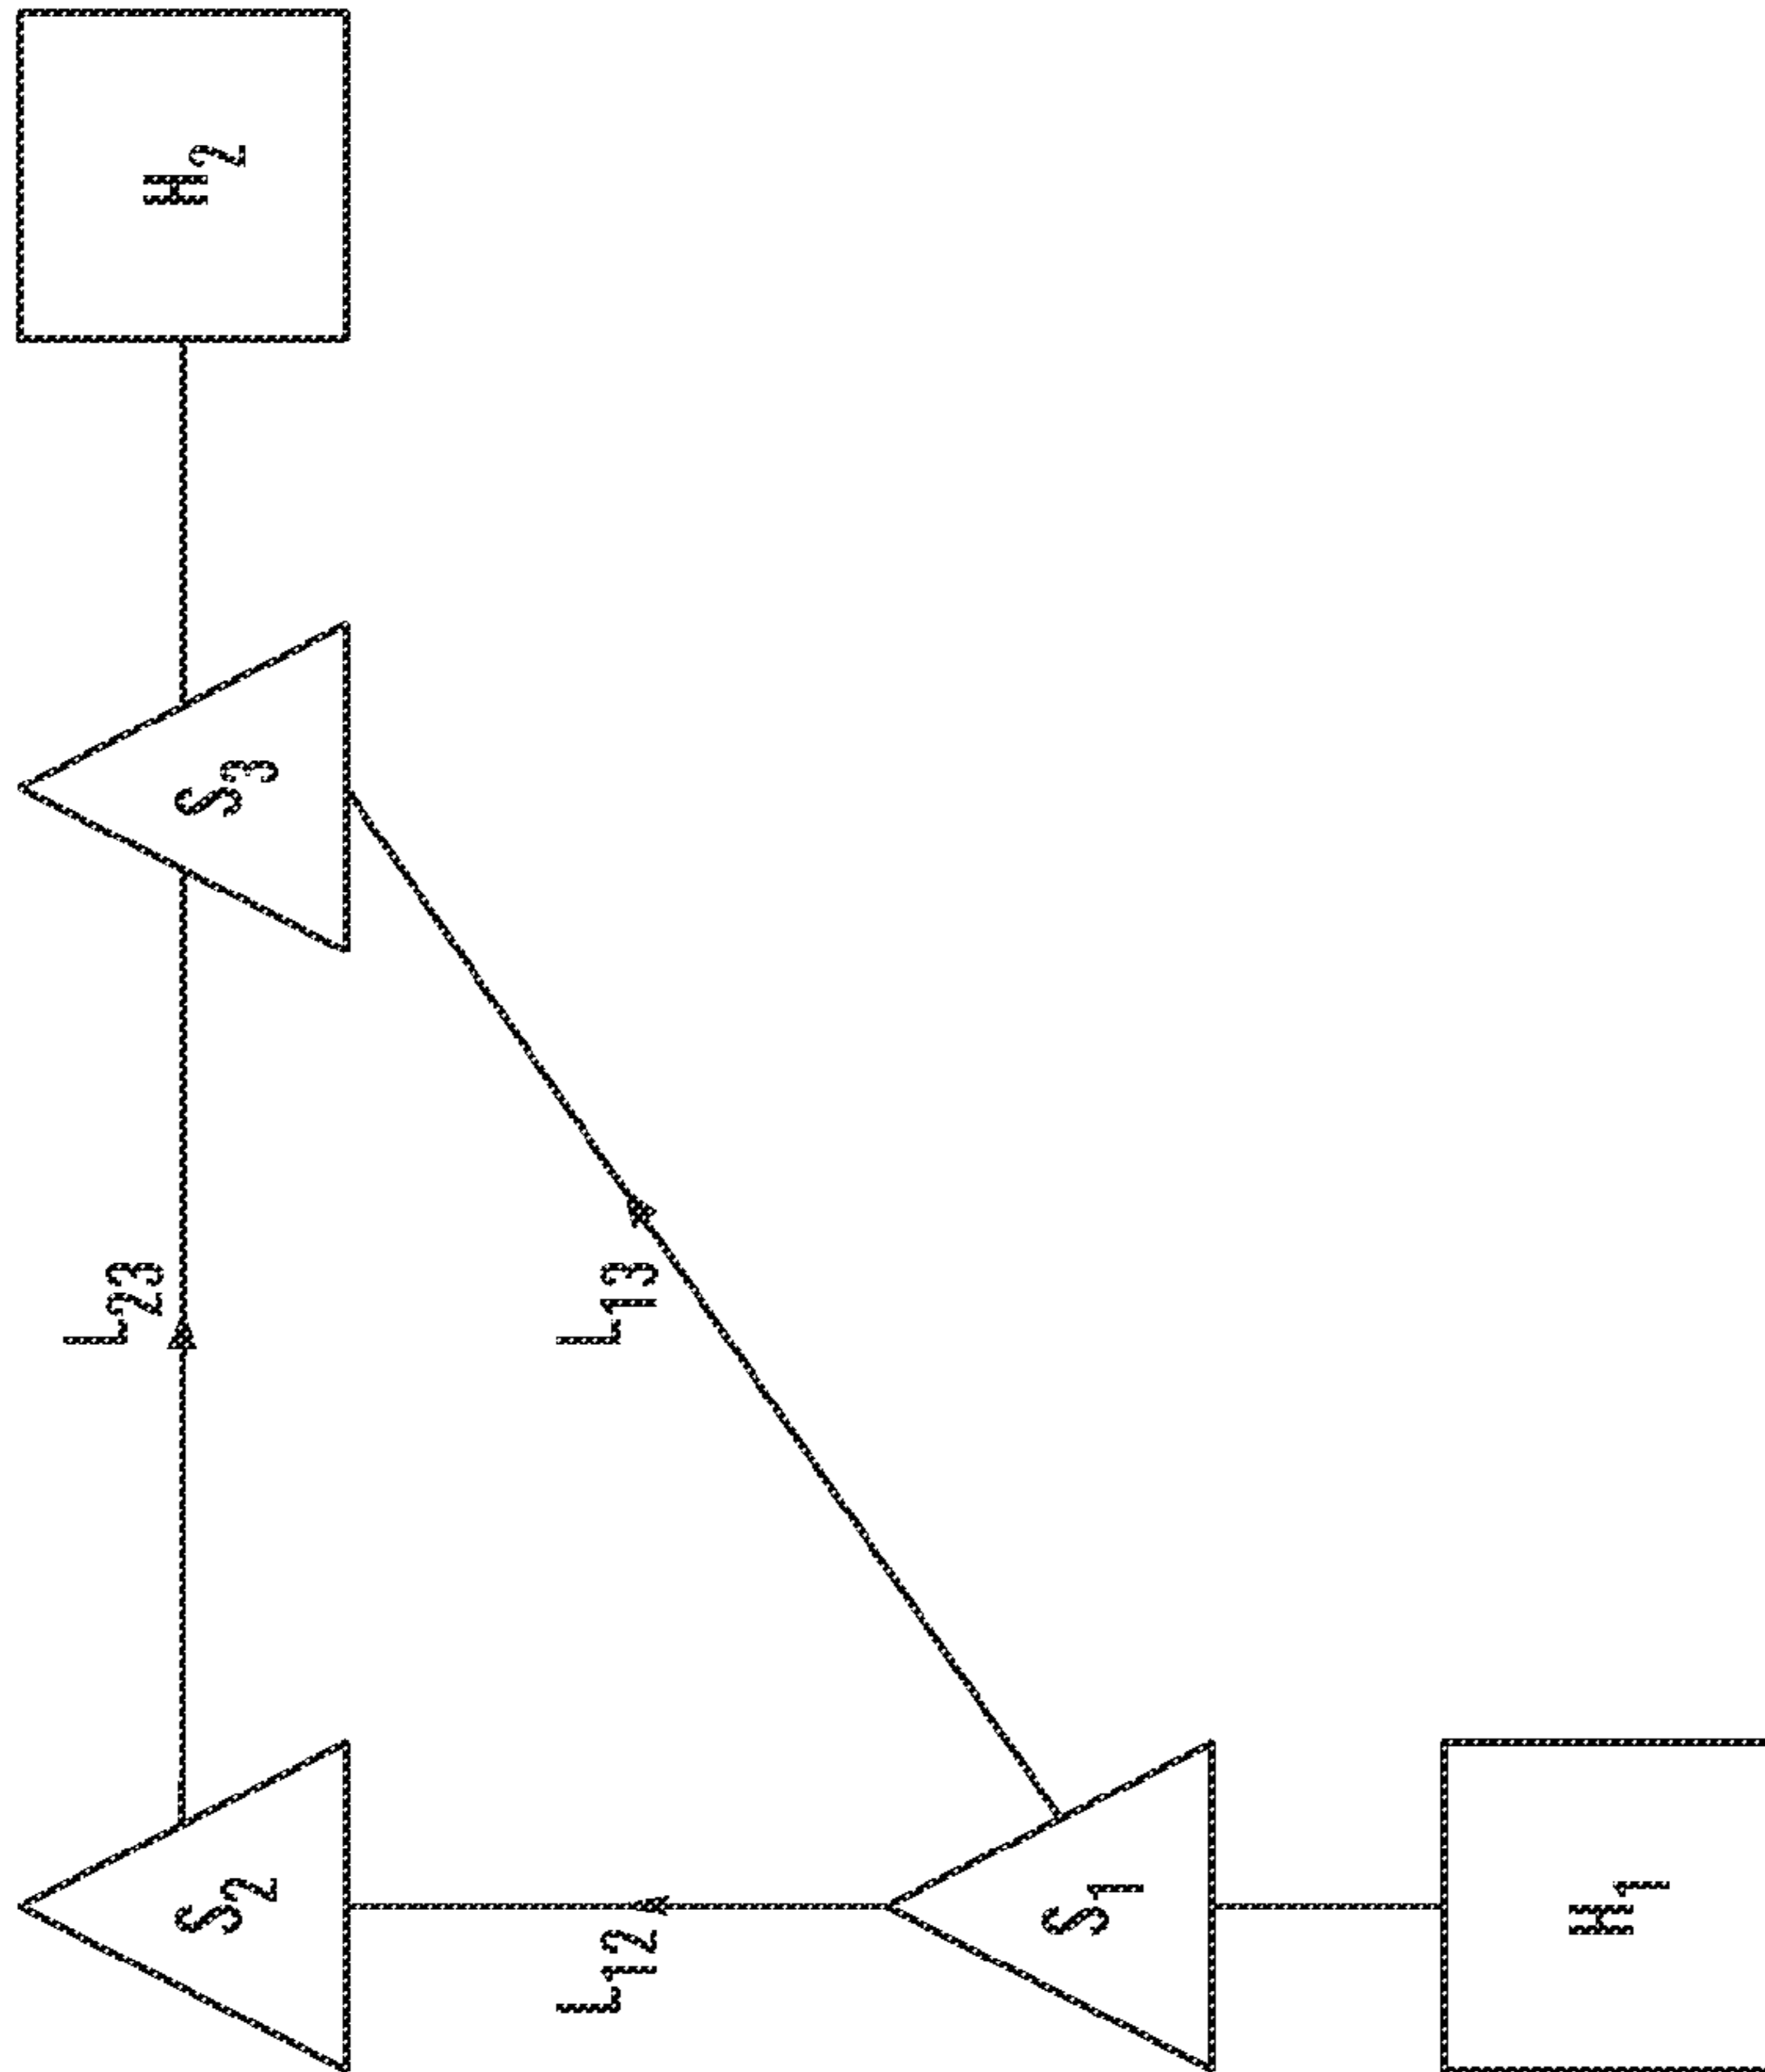 H₂
S₃
L₂₃
L₁₃
S₂
L₁₂
S₁
H₁